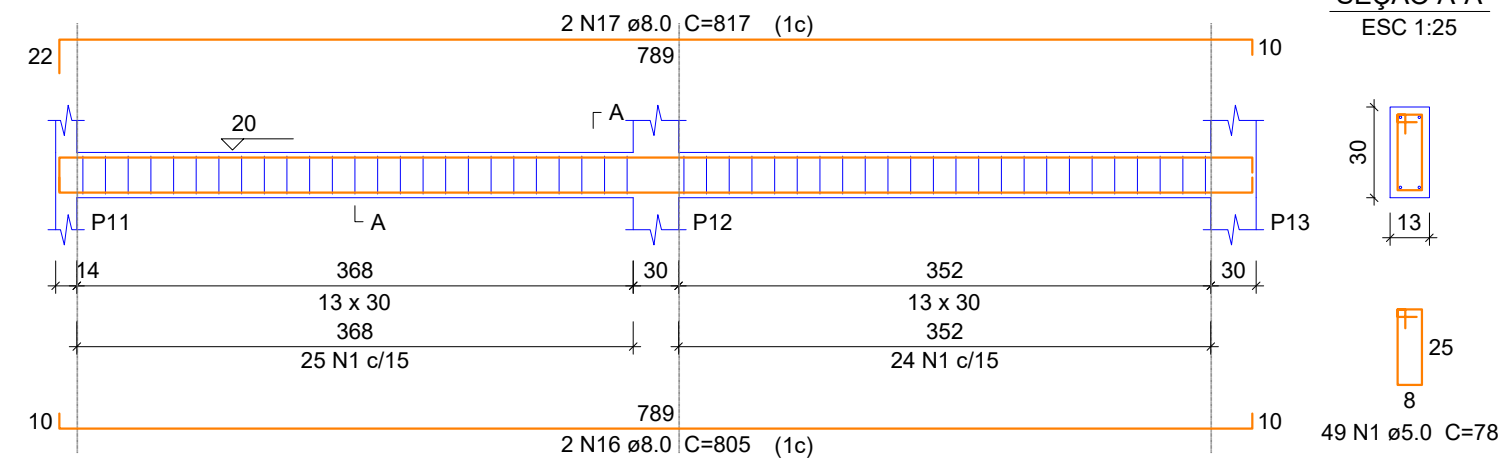 2 N17 ø8.0 C=817 (1c)
22
789
10
SEÇÃO A-A
ESC 1:25
20
A
A
P11
P12
P13
14
368
30
352
30
13 x 30
13 x 30
368
352
25 N1 c/15
24 N1 c/15
10
789
10
2 N16 ø8.0 C=805 (1c)
30
13
25
8
49 N1 ø5.0 C=78